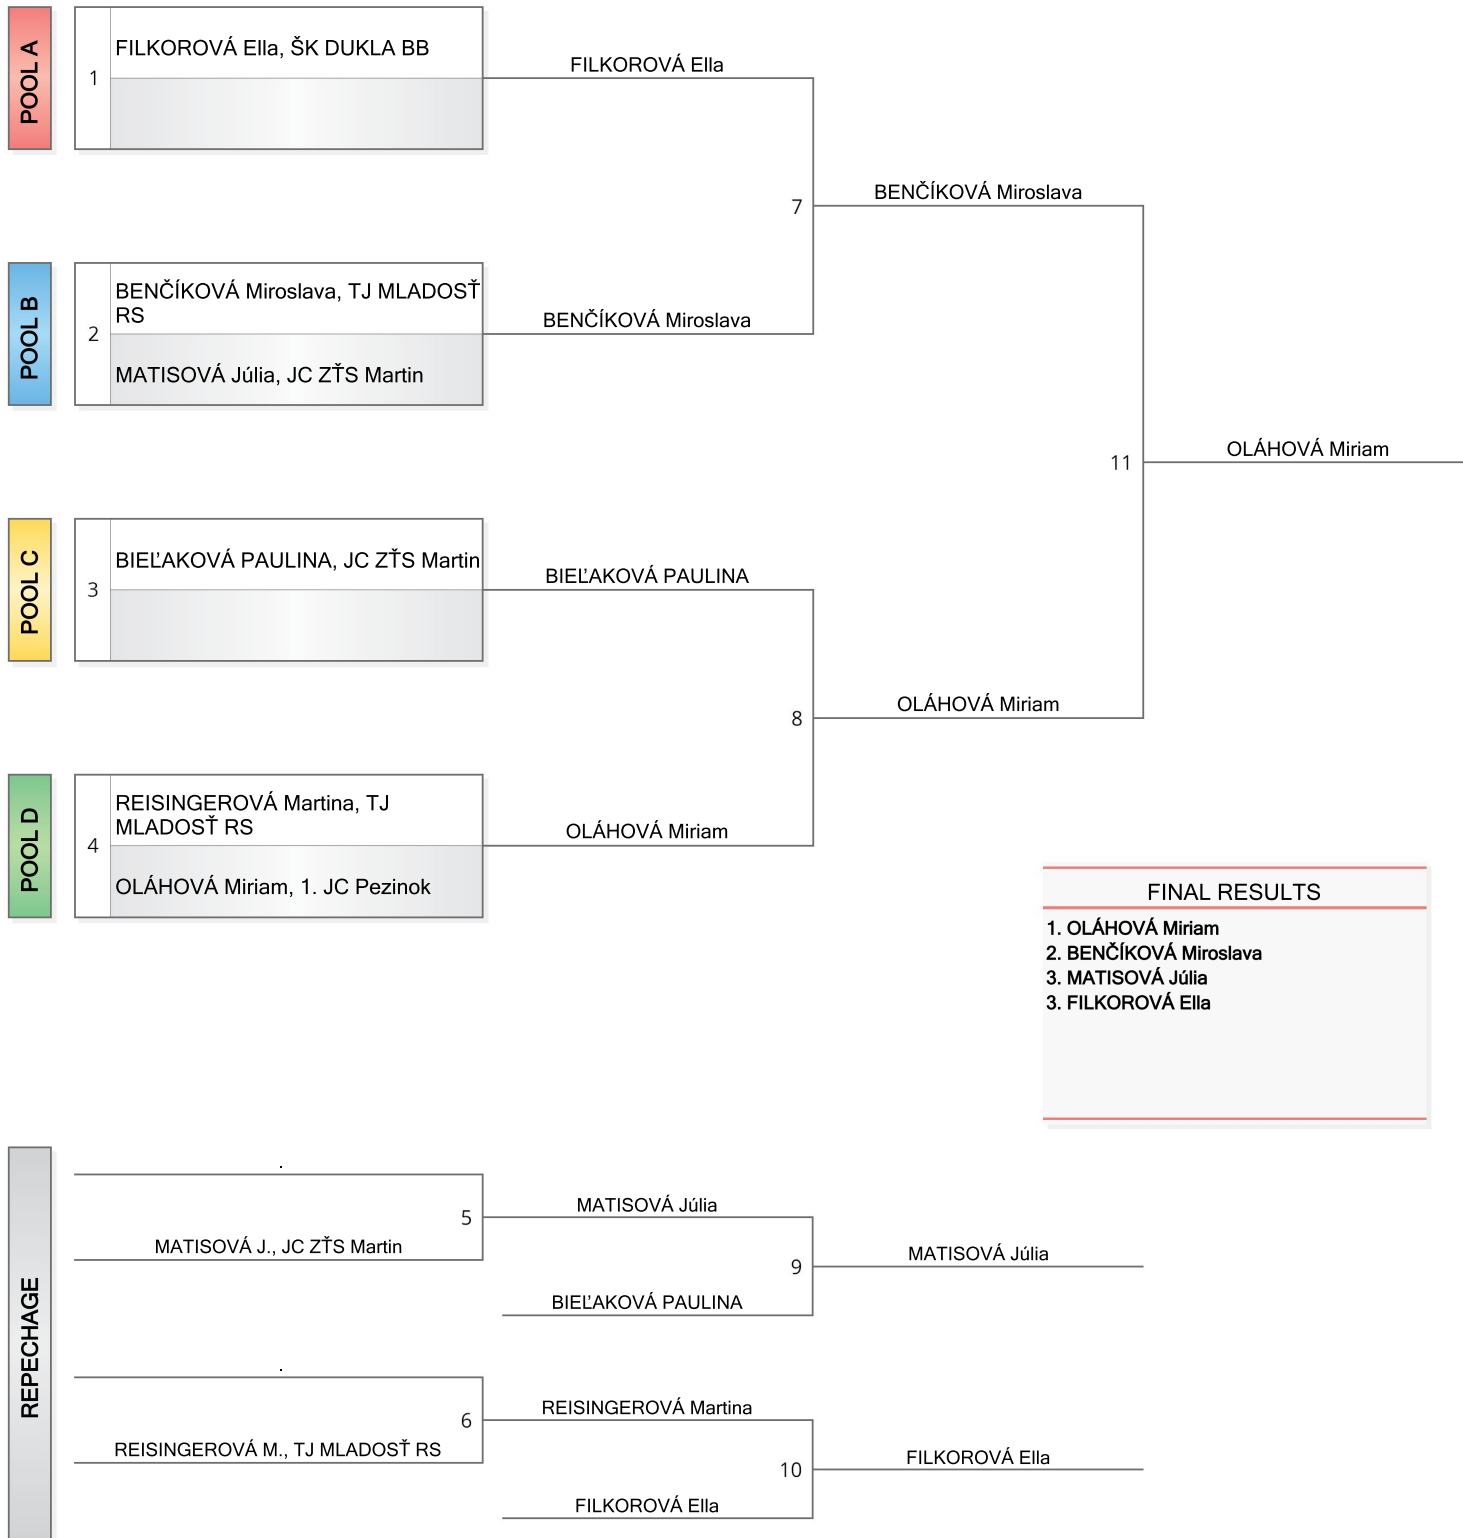 POOL A
1
FILKOROVÁ Ella, ŠK DUKLA BB
FILKOROVÁ Ella
7
BENČÍKOVÁ Miroslava
POOL B
2
BENČÍKOVÁ Miroslava, TJ MLADOSŤ
RS
MATISOVÁ Júlia, JC ZŤS Martin
BENČÍKOVÁ Miroslava
11
OLÁHOVÁ Miriam
POOL C
3
BIEĽAKOVÁ PAULINA, JC ZŤS Martin
BIEĽAKOVÁ PAULINA
8
OLÁHOVÁ Miriam
POOL D
4
REISINGEROVÁ Martina, TJ
MLADOSŤ RS
OLÁHOVÁ Miriam, 1. JC Pezinok
OLÁHOVÁ Miriam
FINAL RESULTS
1. OLÁHOVÁ Miriam
2. BENČÍKOVÁ Miroslava
3. MATISOVÁ Júlia
3. FILKOROVÁ Ella
REPECHAGE
.
5
MATISOVÁ J., JC ZŤS Martin
MATISOVÁ Júlia
9
BIEĽAKOVÁ PAULINA
MATISOVÁ Júlia
.
6
REISINGEROVÁ M., TJ MLADOSŤ RS
REISINGEROVÁ Martina
10
FILKOROVÁ Ella
FILKOROVÁ Ella